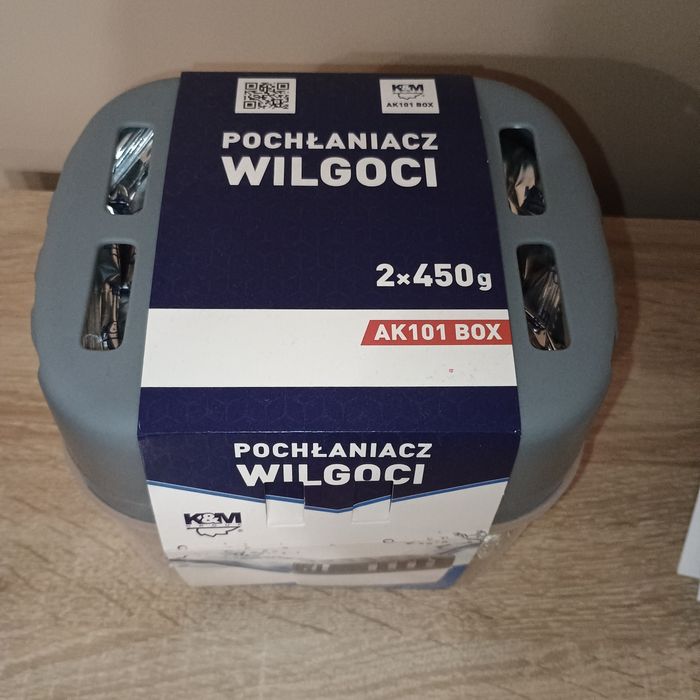 K&M
AK101 BOX
POCHŁANIACZ
WILGOCI
2×450g
AK101 BOX
POCHŁANIACZ
WILGOCI
K&M